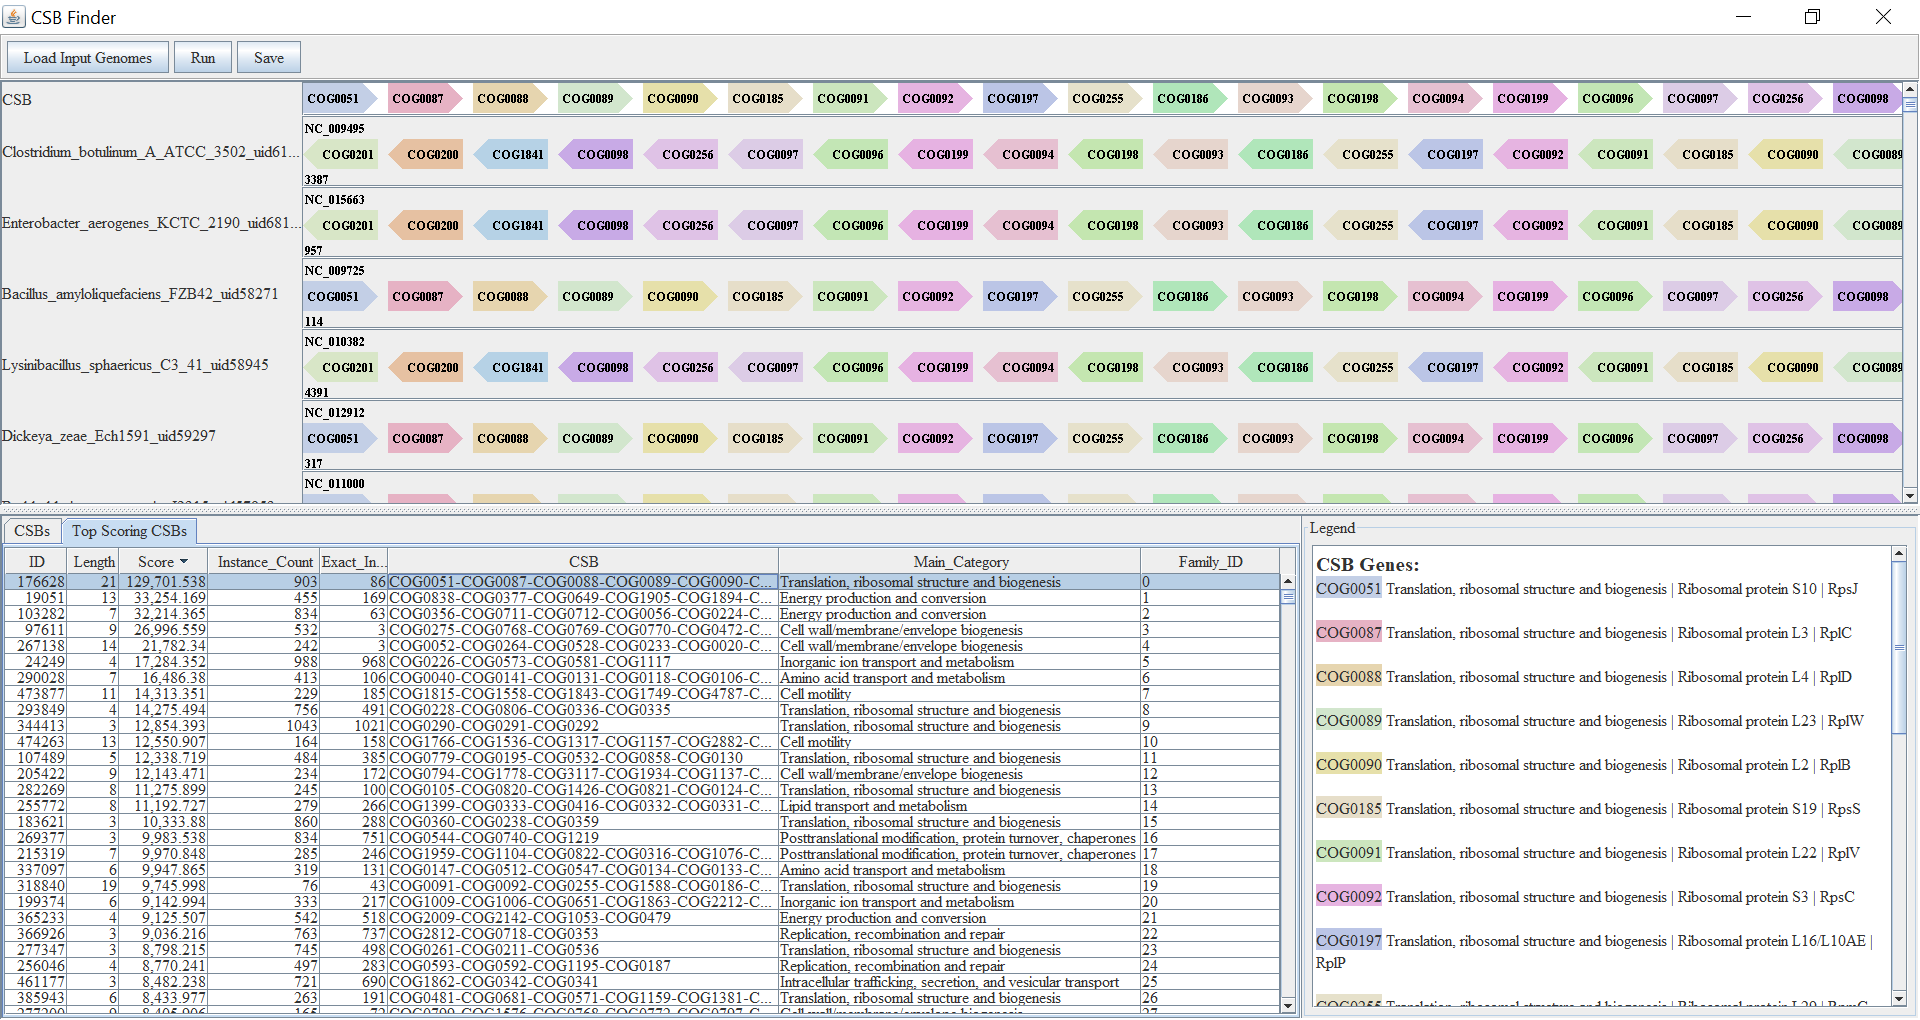 CSB Finder
Load Input Genomes Run Save
CSB COG0051 COG0087 COG0088 COG0089 COG0090 COG0185 COG0091 COG0092 COG0197 COG0255 COG0186 COG0093 COG0198 COG0094 COG0199 COG0096 COG0097 COG0256 COG0098
NC_009495
Clostridium_botulinum_A_ATCC_3502_uid61... COG0201 COG0200 COG1841 COG0098 COG0256 COG0097 COG0096 COG0199 COG0094 COG0198 COG0093 COG0186 COG0255 COG0197 COG0092 COG0091 COG0185 COG0090 COG0089
3387
NC_015663
Enterobacter_aerogenes_KCTC_2190_uid681... COG0201 COG0200 COG1841 COG0098 COG0256 COG0097 COG0096 COG0199 COG0094 COG0198 COG0093 COG0186 COG0255 COG0197 COG0092 COG0091 COG0185 COG0090 COG0089
957
NC_009725
Bacillus_amyloliquefaciens_FZB42_uid58271 COG0051 COG0087 COG0088 COG0089 COG0090 COG0185 COG0091 COG0092 COG0197 COG0255 COG0186 COG0093 COG0198 COG0094 COG0199 COG0096 COG0097 COG0256 COG0098
114
NC_010382
Lysinibacillus_sphaericus_C3_41_uid58945 COG0201 COG0200 COG1841 COG0098 COG0256 COG0097 COG0096 COG0199 COG0094 COG0198 COG0093 COG0186 COG0255 COG0197 COG0092 COG0091 COG0185 COG0090 COG0089
4391
NC_012912
Dickeya_zeae_Ech1591_uid59297 COG0051 COG0087 COG0088 COG0089 COG0090 COG0185 COG0091 COG0092 COG0197 COG0255 COG0186 COG0093 COG0198 COG0094 COG0199 COG0096 COG0097 COG0256 COG0098
317
NC_011000
CSBs Top Scoring CSBs
ID Length Score Instance_Count Exact_In... CSB Main_Category Family_ID
176628 21 129,701.538 903 86 COG0051-COG0087-COG0088-COG0089-COG0090-C... Translation, ribosomal structure and biogenesis 0
19051 13 33,254.169 455 169 COG0838-COG0377-COG0649-COG1905-COG1894-C... Energy production and conversion 1
103282 7 32,214.365 834 63 COG0356-COG0711-COG0712-COG0056-COG0224-C... Energy production and conversion 2
97611 9 26,996.559 532 3 COG0275-COG0768-COG0769-COG0770-COG0472-C... Cell wall/membrane/envelope biogenesis 3
267138 14 21,782.34 242 3 COG0052-COG0264-COG0528-COG0233-COG0020-C... Cell wall/membrane/envelope biogenesis 4
24249 4 17,284.352 988 968 COG0226-COG0573-COG0581-COG1117 Inorganic ion transport and metabolism 5
290028 7 16,486.38 413 106 COG0040-COG0141-COG0131-COG0118-COG0106-C... Amino acid transport and metabolism 6
473877 11 14,313.351 229 185 COG1815-COG1558-COG1843-COG1749-COG4787-C... Cell motility 7
293849 4 14,275.494 756 491 COG0228-COG0806-COG0336-COG0335 Translation, ribosomal structure and biogenesis 8
344413 3 12,854.393 1043 1021 COG0290-COG0291-COG0292 Translation, ribosomal structure and biogenesis 9
474263 13 12,550.907 164 158 COG1766-COG1536-COG1317-COG1157-COG2882-C... Cell motility 10
107489 5 12,338.719 484 385 COG0779-COG0195-COG0532-COG0858-COG0130 Translation, ribosomal structure and biogenesis 11
205422 9 12,143.471 234 172 COG0794-COG1778-COG3117-COG1934-COG1137-C... Cell wall/membrane/envelope biogenesis 12
282269 8 11,275.899 245 100 COG0105-COG0820-COG1426-COG0821-COG0124-C... Translation, ribosomal structure and biogenesis 13
255772 8 11,192.727 279 266 COG1399-COG0333-COG0416-COG0332-COG0331-C... Lipid transport and metabolism 14
183621 3 10,333.88 860 288 COG0360-COG0238-COG0359 Translation, ribosomal structure and biogenesis 15
269377 3 9,983.538 834 751 COG0544-COG0740-COG1219 Posttranslational modification, protein turnover, chaperones 16
215319 7 9,970.848 285 246 COG1959-COG1104-COG0822-COG0316-COG1076-C... Posttranslational modification, protein turnover, chaperones 17
337097 6 9,947.865 319 131 COG0147-COG0512-COG0547-COG0134-COG0133-C... Amino acid transport and metabolism 18
318840 19 9,745.998 76 43 COG0091-COG0092-COG0255-COG1588-COG0186-C... Translation, ribosomal structure and biogenesis 19
199374 6 9,142.994 333 217 COG1009-COG1006-COG0651-COG1863-COG2212-C... Inorganic ion transport and metabolism 20
365233 4 9,125.507 542 518 COG2009-COG2142-COG1053-COG0479 Energy production and conversion 21
366926 3 9,036.216 763 737 COG2812-COG0718-COG0353 Replication, recombination and repair 22
277347 3 8,798.215 745 498 COG0261-COG0211-COG0536 Translation, ribosomal structure and biogenesis 23
256046 4 8,770.241 497 283 COG0593-COG0592-COG1195-COG0187 Replication, recombination and repair 24
461177 3 8,482.238 721 690 COG1862-COG0342-COG0341 Intracellular trafficking, secretion, and vesicular transport 25
385943 6 8,433.977 263 191 COG0481-COG0681-COG0571-COG1159-COG1381-C... Translation, ribosomal structure and biogenesis 26
Legend
CSB Genes:
COG0051 Translation, ribosomal structure and biogenesis | Ribosomal protein S10 | RpsJ
COG0087 Translation, ribosomal structure and biogenesis | Ribosomal protein L3 | RplC
COG0088 Translation, ribosomal structure and biogenesis | Ribosomal protein L4 | RplD
COG0089 Translation, ribosomal structure and biogenesis | Ribosomal protein L23 | RplW
COG0090 Translation, ribosomal structure and biogenesis | Ribosomal protein L2 | RplB
COG0185 Translation, ribosomal structure and biogenesis | Ribosomal protein S19 | RpsS
COG0091 Translation, ribosomal structure and biogenesis | Ribosomal protein L22 | RplV
COG0092 Translation, ribosomal structure and biogenesis | Ribosomal protein S3 | RpsC
COG0197 Translation, ribosomal structure and biogenesis | Ribosomal protein L16/L10AE |
RplP